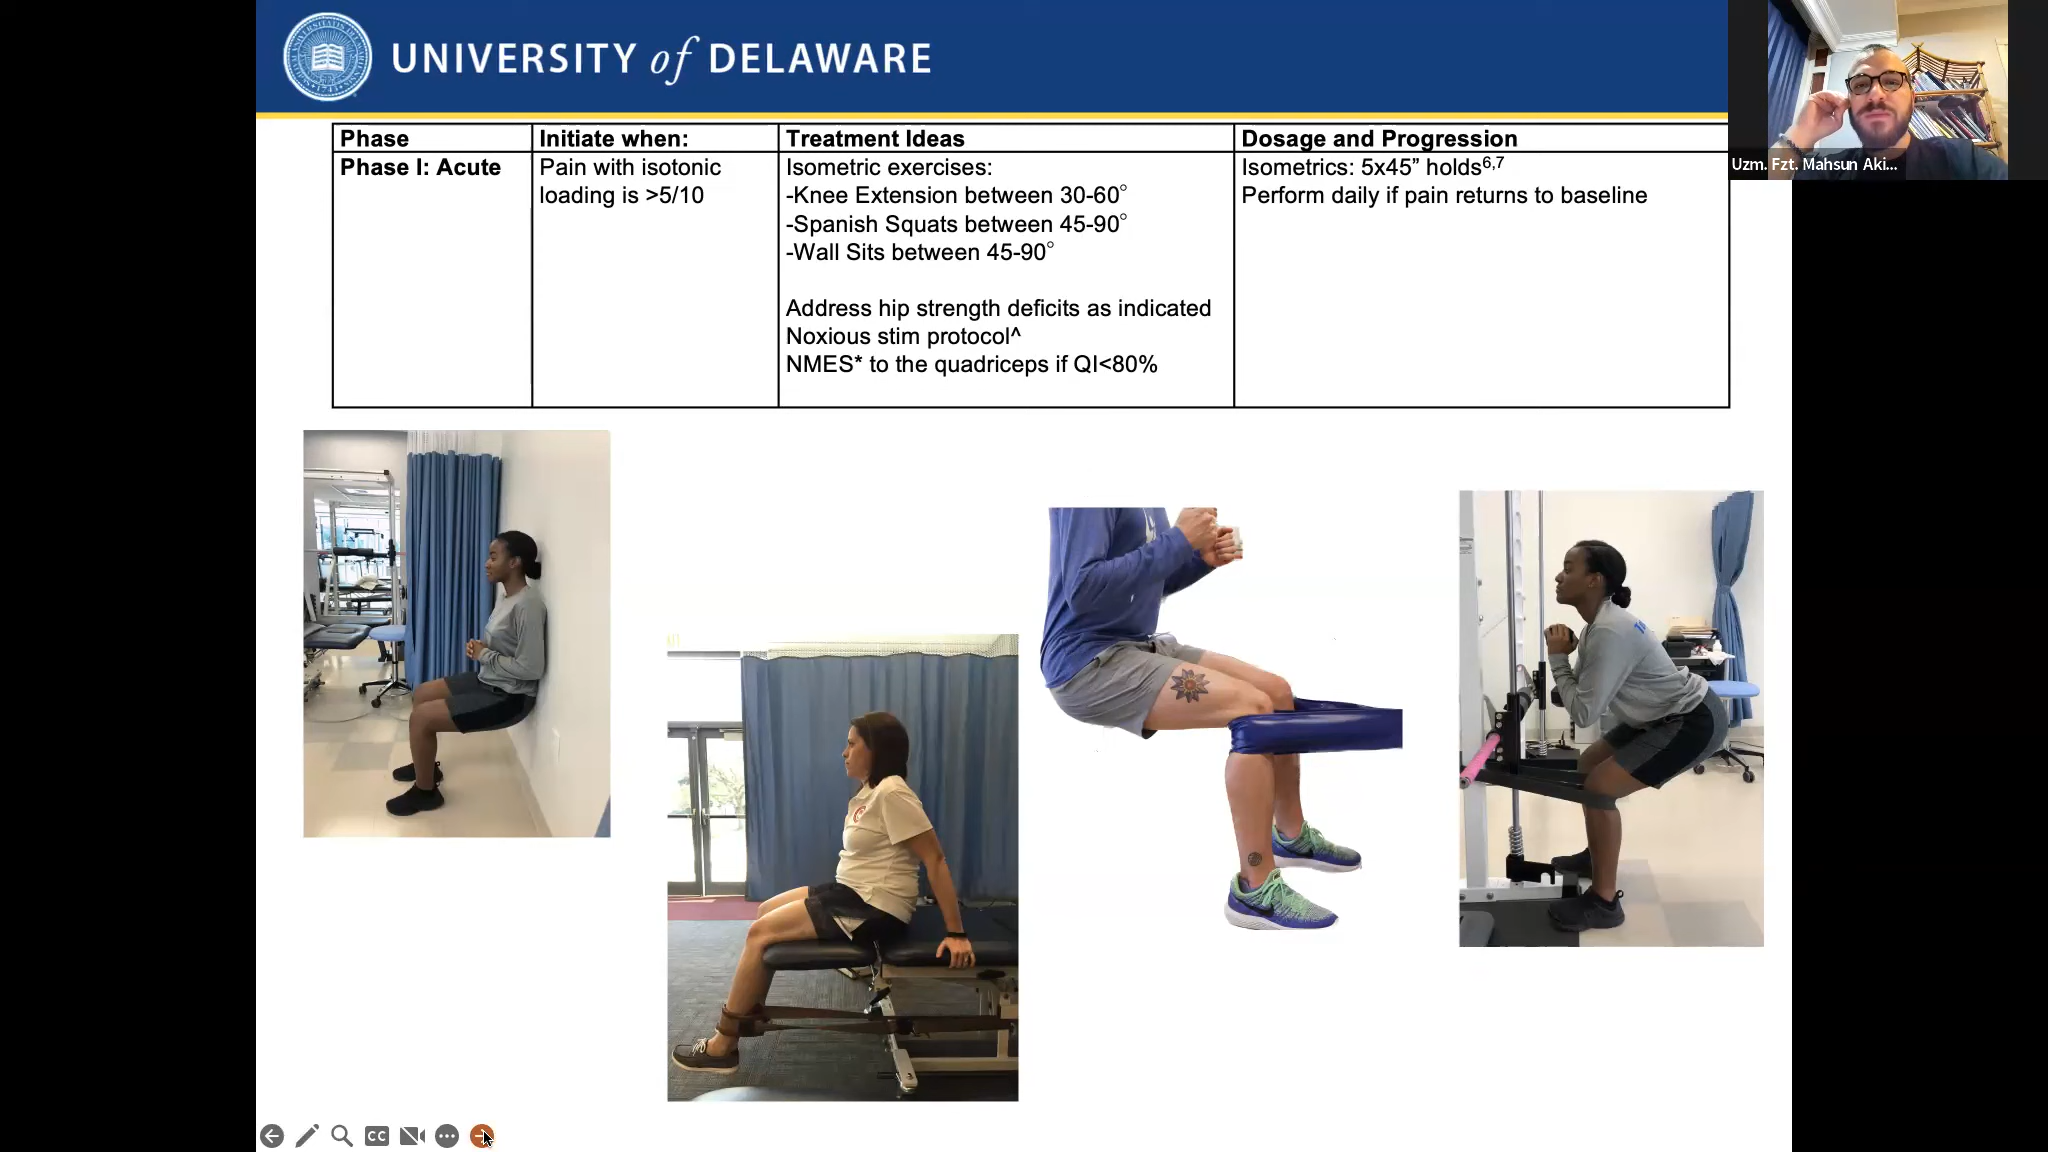 UNIVERSITY of DELAWARE
Phase
Initiate when:
Treatment Ideas
Dosage and Progression
Phase I: Acute
Pain with isotonic
loading is >5/10
Isometric exercises:
-Knee Extension between 30-60°
-Spanish Squats between 45-90°
-Wall Sits between 45-90°
Address hip strength deficits as indicated
Noxious stim protocol^
NMES* to the quadriceps if QI<80%
Isometrics: 5x45” holds⁶,⁷
Perform daily if pain returns to baseline
Uzm. Fzt. Mahsun Aki...
CC